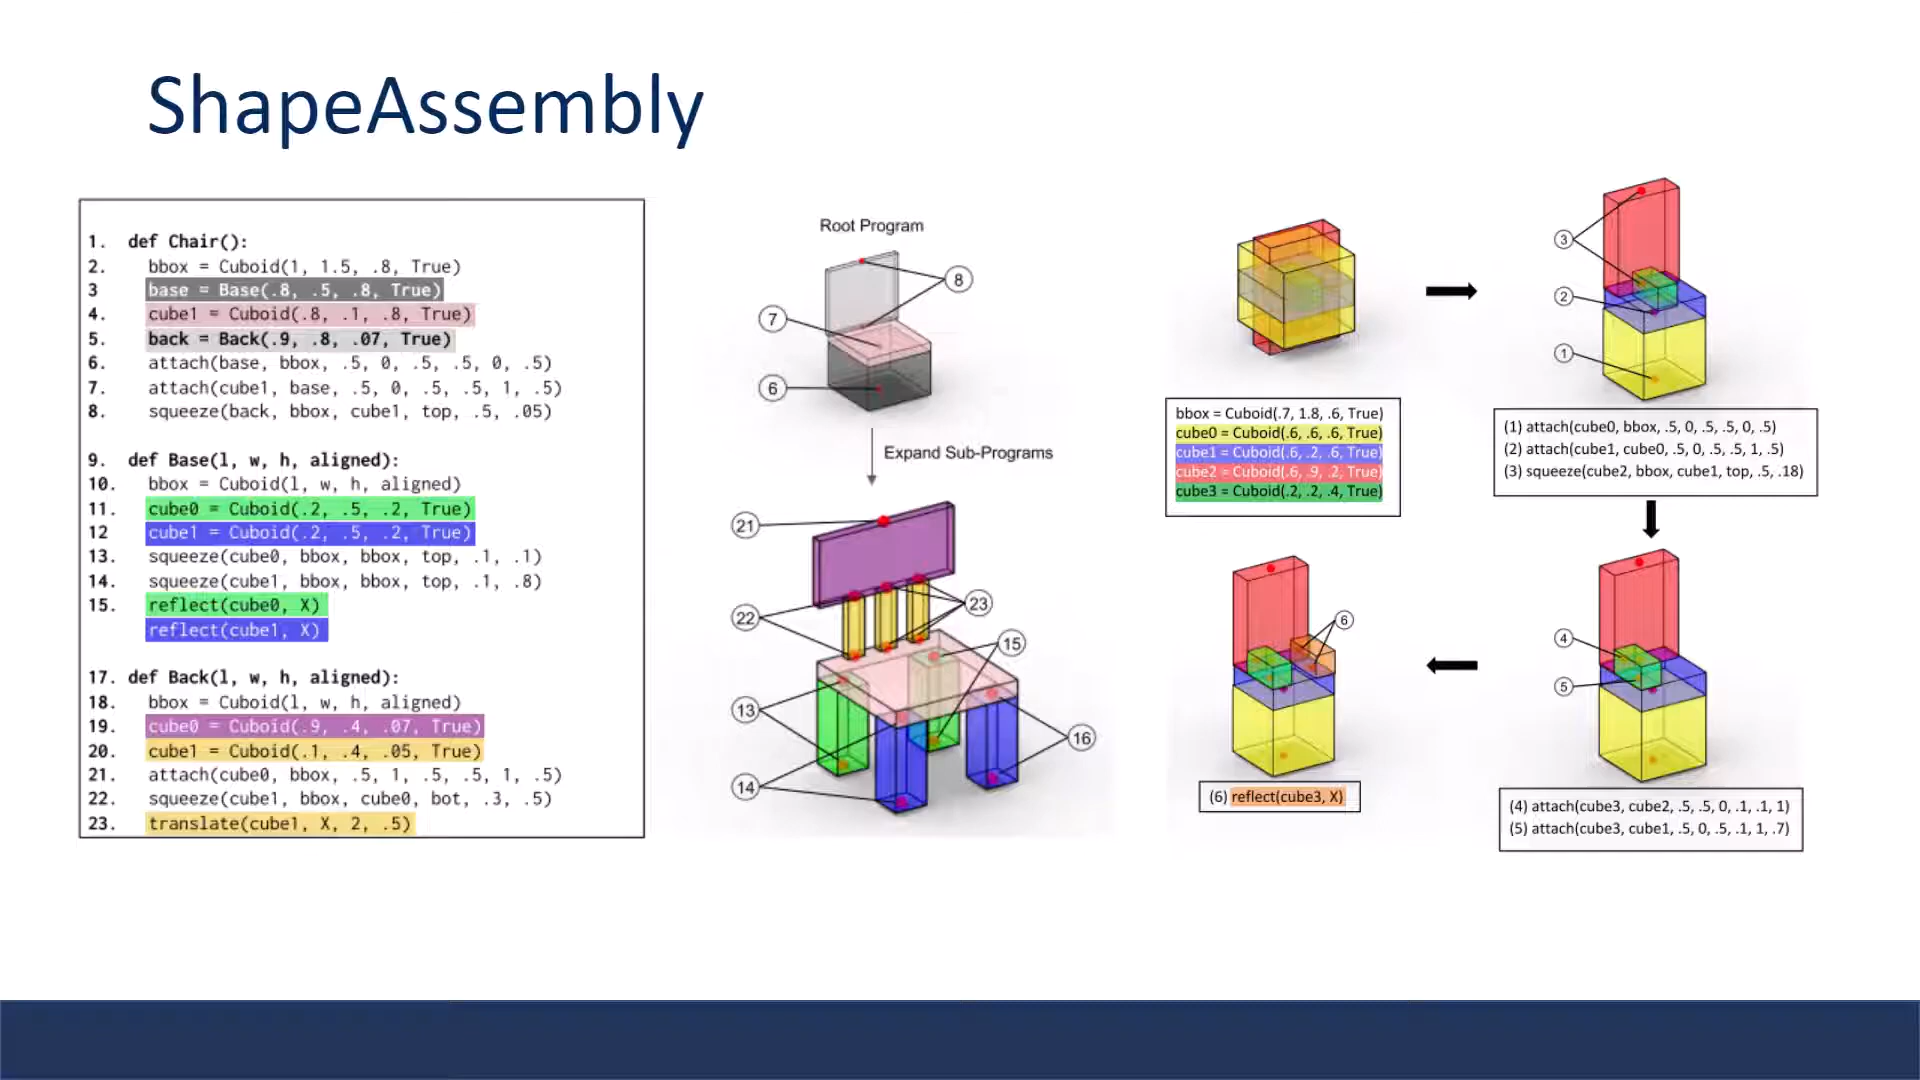 ShapeAssembly
1. def Chair():
2. bbox = Cuboid(1, 1.5, .8, True)
3 base = Base(.8, .5, .8, True)
4. cube1 = Cuboid(.8, .1, .8, True)
5. back = Back(.9, .8, .07, True)
6. attach(base, bbox, .5, 0, .5, .5, 0, .5)
7. attach(cube1, base, .5, 0, .5, .5, 1, .5)
8. squeeze(back, bbox, cube1, top, .5, .05)
9. def Base(l, w, h, aligned):
10. bbox = Cuboid(l, w, h, aligned)
11. cube0 = Cuboid(.2, .5, .2, True)
12 cube1 = Cuboid(.2, .5, .2, True)
13. squeeze(cube0, bbox, bbox, top, .1, .1)
14. squeeze(cube1, bbox, bbox, top, .1, .8)
15. reflect(cube0, X)
reflect(cube1, X)
17. def Back(l, w, h, aligned):
18. bbox = Cuboid(l, w, h, aligned)
19. cube0 = Cuboid(.9, .4, .07, True)
20. cube1 = Cuboid(.1, .4, .05, True)
21. attach(cube0, bbox, .5, 1, .5, .5, 1, .5)
22. squeeze(cube1, bbox, cube0, bot, .3, .5)
23. translate(cube1, X, 2, .5)
Root Program
8
7
6
Expand Sub-Programs
21
22
23
15
13
16
14
3
2
1
bbox = Cuboid(.7, 1.8, .6, True)
cube0 = Cuboid(.6, .6, .6, True)
cube1 = Cuboid(.6, .2, .6, True)
cube2 = Cuboid(.6, .9, .2, True)
cube3 = Cuboid(.2, .2, .4, True)
(1) attach(cube0, bbox, .5, 0, .5, .5, 0, .5)
(2) attach(cube1, cube0, .5, 0, .5, .5, 1, .5)
(3) squeeze(cube2, bbox, cube1, top, .5, .18)
4
5
(4) attach(cube3, cube2, .5, .5, 0, .1, .1, 1)
(5) attach(cube3, cube1, .5, 0, .5, .1, 1, .7)
6
(6) reflect(cube3, X)